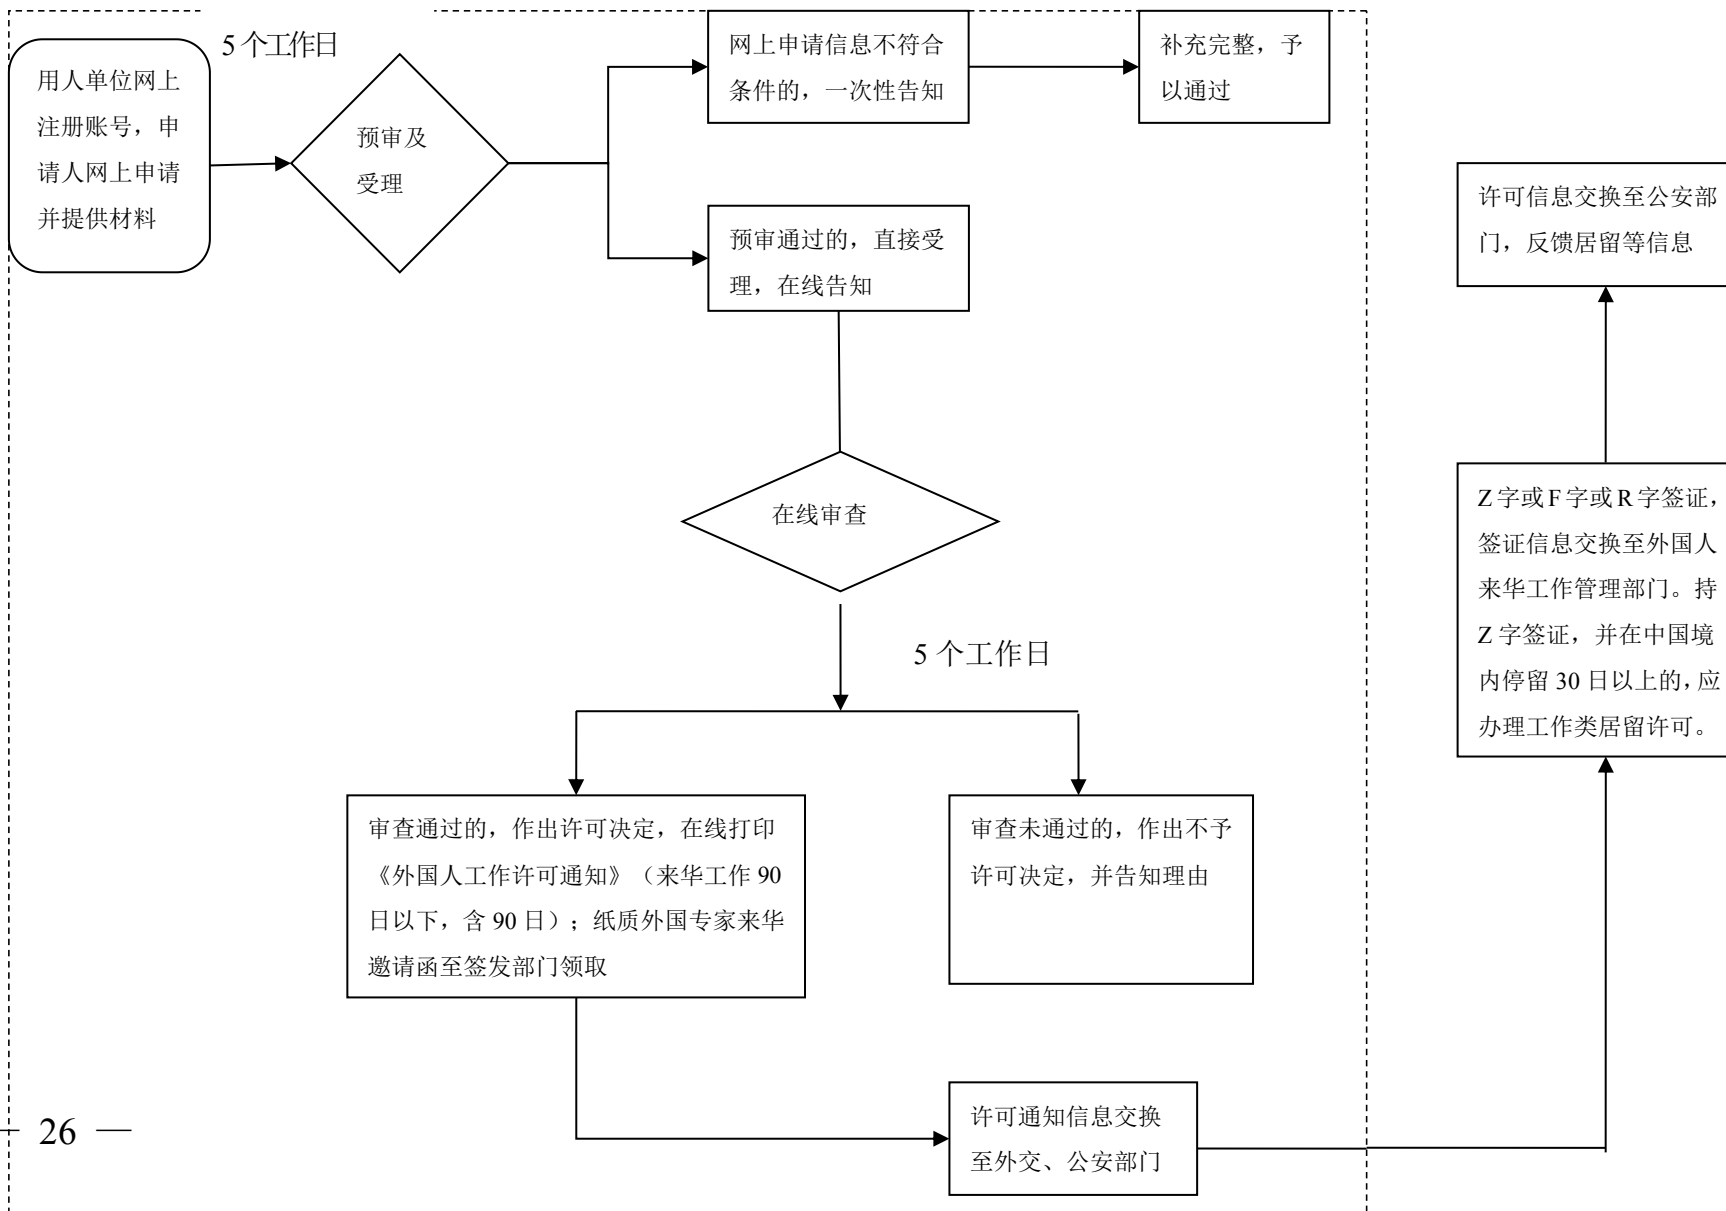 5 个工作日
用人单位网上
注册账号，申
请人网上申请
并提供材料
预审及
受理
网上申请信息不符合
条件的，一次性告知
补充完整，予
以通过
预审通过的，直接受
理，在线告知
许可信息交换至公安部
门，反馈居留等信息
在线审查
Z 字或 F 字或 R 字签证，
签证信息交换至外国人
来华工作管理部门。持
Z 字签证，并在中国境
内停留 30 日以上的，应
办理工作类居留许可。
5 个工作日
审查通过的，作出许可决定，在线打印
《外国人工作许可通知》（来华工作 90
日以下，含 90 日）；纸质外国专家来华
邀请函至签发部门领取
审查未通过的，作出不予
许可决定，并告知理由
许可通知信息交换
至外交、公安部门
— 26 —